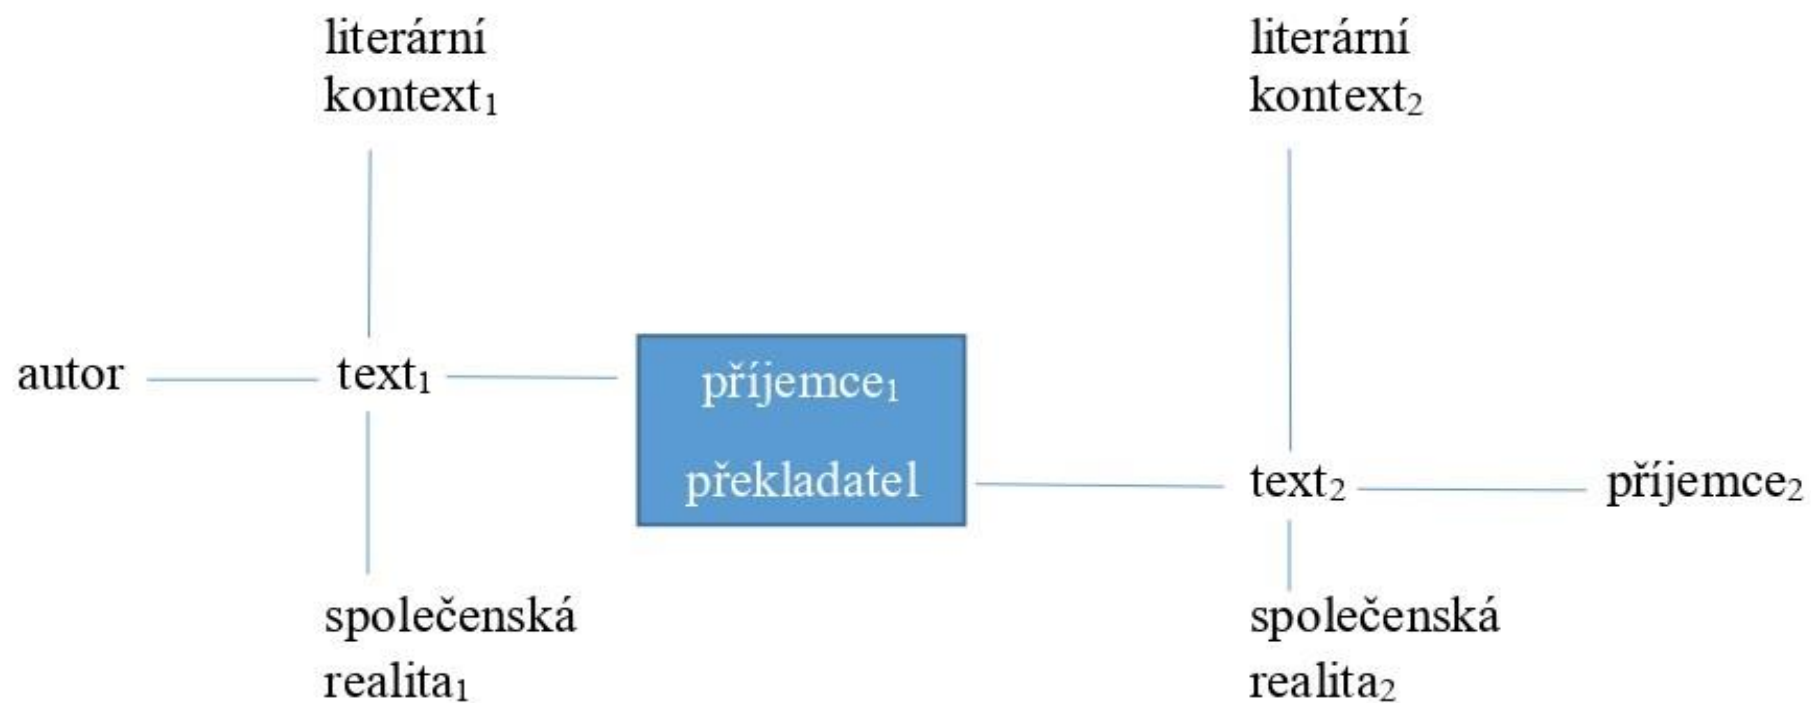 literární
kontext₁
literární
kontext₂
autor
text₁
příjemce₁
překladatel
text₂
příjemce₂
společenská
realita₁
společenská
realita₂